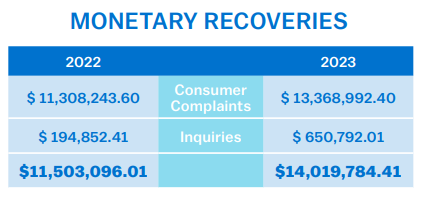 MONETARY RECOVERIES
2022 2023
$ 11,308,243.60 Consumer Complaints $ 13,368,992.40
$ 194,852.41 Inquiries $ 650,792.01
$11,503,096.01 $14,019,784.41